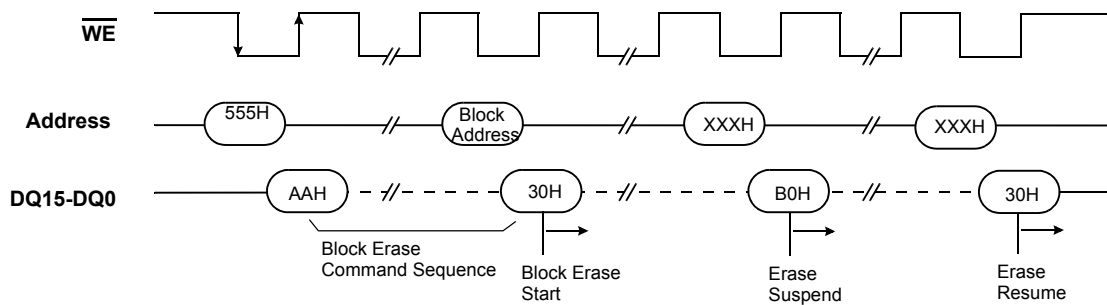 WE
Address
555H
Block
Address
XXXH
XXXH
DQ15-DQ0
AAH
30H
B0H
30H
Block Erase
Command Sequence
Block Erase
Start
Erase
Suspend
Erase
Resume